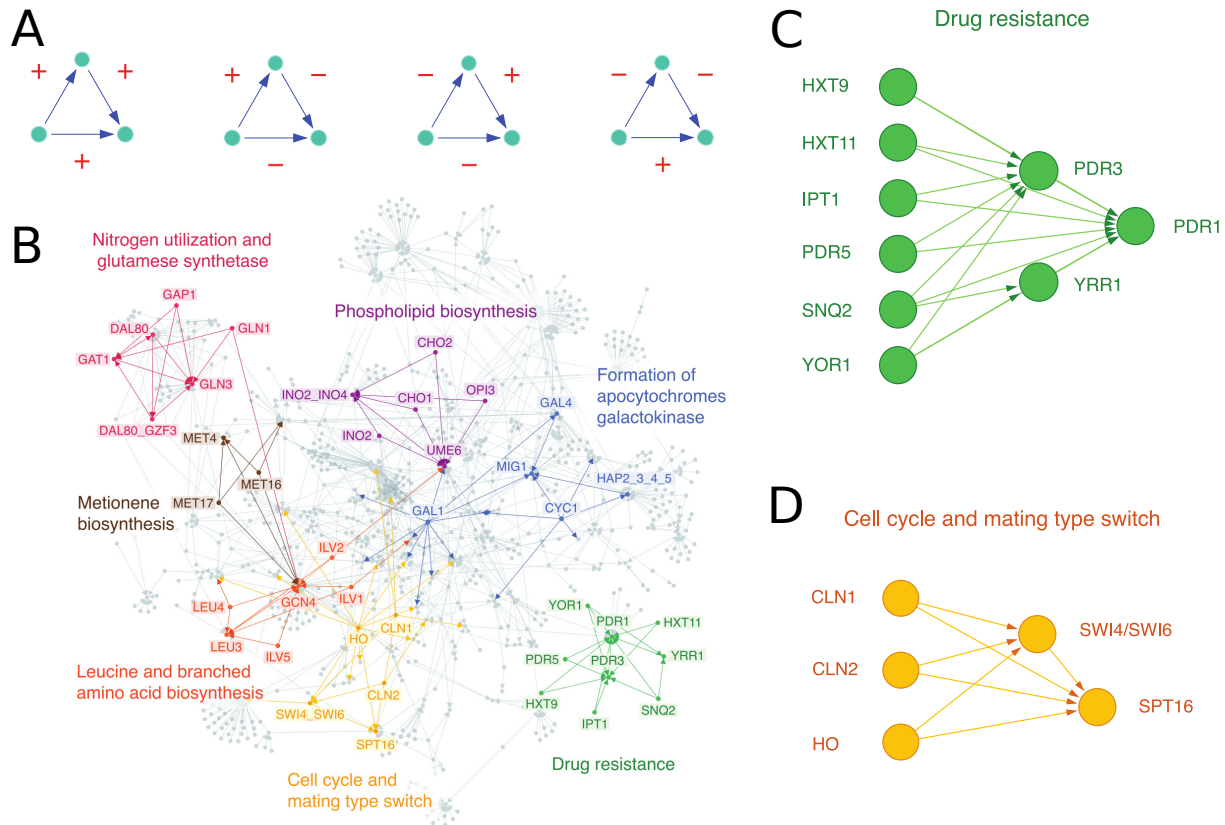 A
+ +
+
+ −
−
− +
−
− −
+
B
Nitrogen utilization and
glutamese synthetase
GAP1
DAL80
GLN1
GAT1
GLN3
DAL80_GZF3
Phospholipid biosynthesis
CHO2
INO2_INO4
CHO1
OPI3
INO2
UME6
Formation of
apocytochromes
galactokinase
GAL4
MIG1
HAP2_3_4_5
GAL1
CYC1
MET4
MET16
MET17
Metionene
biosynthesis
ILV2
GCN4
ILV1
LEU4
LEU3
ILV5
Leucine and branched
amino acid biosynthesis
HO
CLN1
CLN2
SWI4_SWI6
SPT16
Cell cycle and
mating type switch
YOR1
PDR1
HXT11
PDR5
PDR3
YRR1
HXT9
IPT1
SNQ2
Drug resistance
C
Drug resistance
HXT9
HXT11
IPT1
PDR5
SNQ2
YOR1
PDR3
YRR1
PDR1
D
Cell cycle and mating type switch
CLN1
CLN2
HO
SWI4/SWI6
SPT16